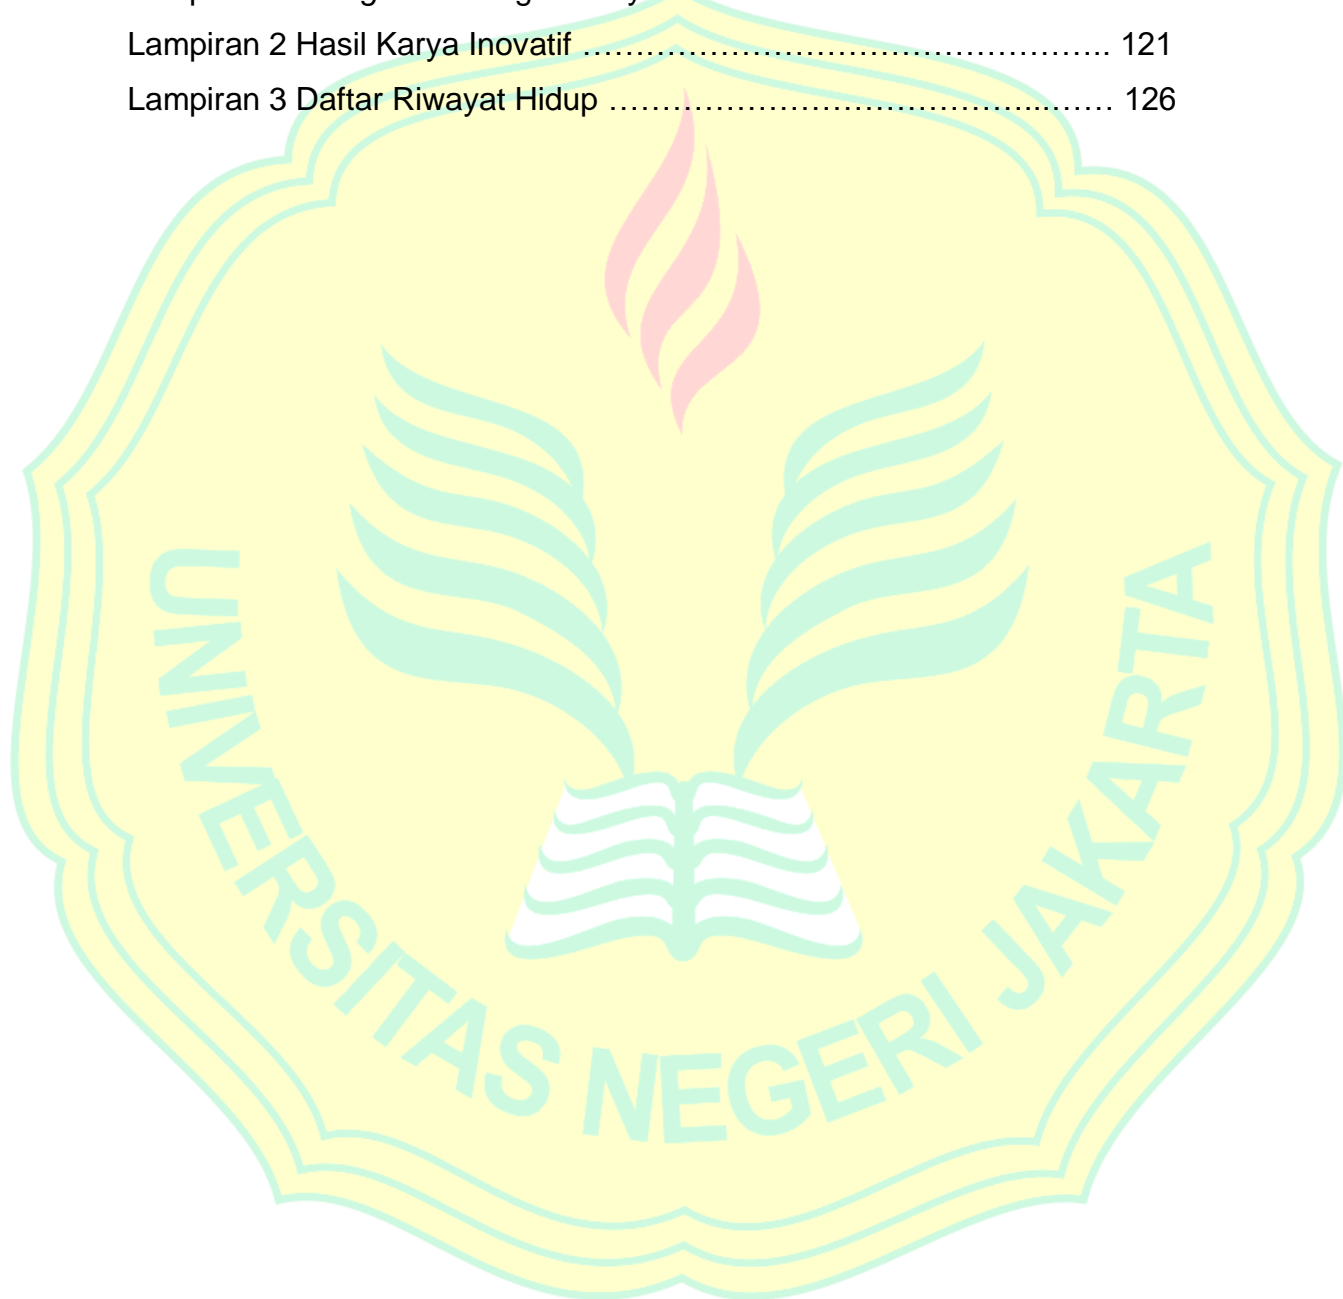 Lampiran 2 Hasil Karya Inovatif ………………………………………….. 121
Lampiran 3 Daftar Riwayat Hidup ………………………………………… 126
UNIVERSITAS NEGERI JAKARTA